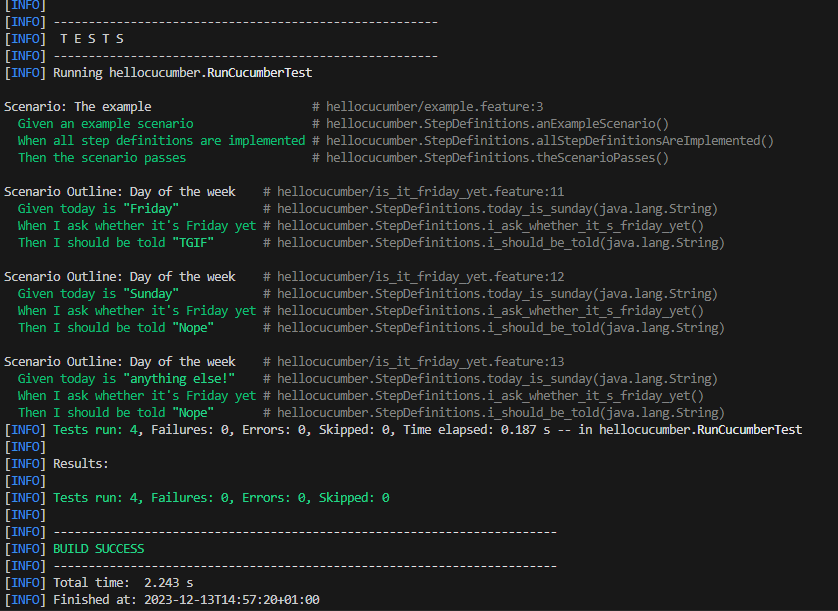 [INFO]
[INFO] -------------------------------------------------------
[INFO]  T E S T S
[INFO] -------------------------------------------------------
[INFO] Running hellocucumber.RunCucumberTest

Scenario: The example                       # hellocucumber/example.feature:3
  Given an example scenario                 # hellocucumber.StepDefinitions.anExampleScenario()
  When all step definitions are implemented # hellocucumber.StepDefinitions.allStepDefinitionsAreImplemented()
  Then the scenario passes                  # hellocucumber.StepDefinitions.theScenarioPasses()

Scenario Outline: Day of the week    # hellocucumber/is_it_friday_yet.feature:11
  Given today is "Friday"            # hellocucumber.StepDefinitions.today_is_sunday(java.lang.String)
  When I ask whether it's Friday yet # hellocucumber.StepDefinitions.i_ask_whether_it_s_friday_yet()
  Then I should be told "TGIF"       # hellocucumber.StepDefinitions.i_should_be_told(java.lang.String)

Scenario Outline: Day of the week    # hellocucumber/is_it_friday_yet.feature:12
  Given today is "Sunday"            # hellocucumber.StepDefinitions.today_is_sunday(java.lang.String)
  When I ask whether it's Friday yet # hellocucumber.StepDefinitions.i_ask_whether_it_s_friday_yet()
  Then I should be told "Nope"       # hellocucumber.StepDefinitions.i_should_be_told(java.lang.String)

Scenario Outline: Day of the week    # hellocucumber/is_it_friday_yet.feature:13
  Given today is "anything else!"    # hellocucumber.StepDefinitions.today_is_sunday(java.lang.String)
  When I ask whether it's Friday yet # hellocucumber.StepDefinitions.i_ask_whether_it_s_friday_yet()
  Then I should be told "Nope"       # hellocucumber.StepDefinitions.i_should_be_told(java.lang.String)
[INFO] Tests run: 4, Failures: 0, Errors: 0, Skipped: 0, Time elapsed: 0.187 s -- in hellocucumber.RunCucumberTest
[INFO]
[INFO] Results:
[INFO]
[INFO] Tests run: 4, Failures: 0, Errors: 0, Skipped: 0
[INFO]
[INFO] ------------------------------------------------------------------------
[INFO] BUILD SUCCESS
[INFO] ------------------------------------------------------------------------
[INFO] Total time:  2.243 s
[INFO] Finished at: 2023-12-13T14:57:20+01:00